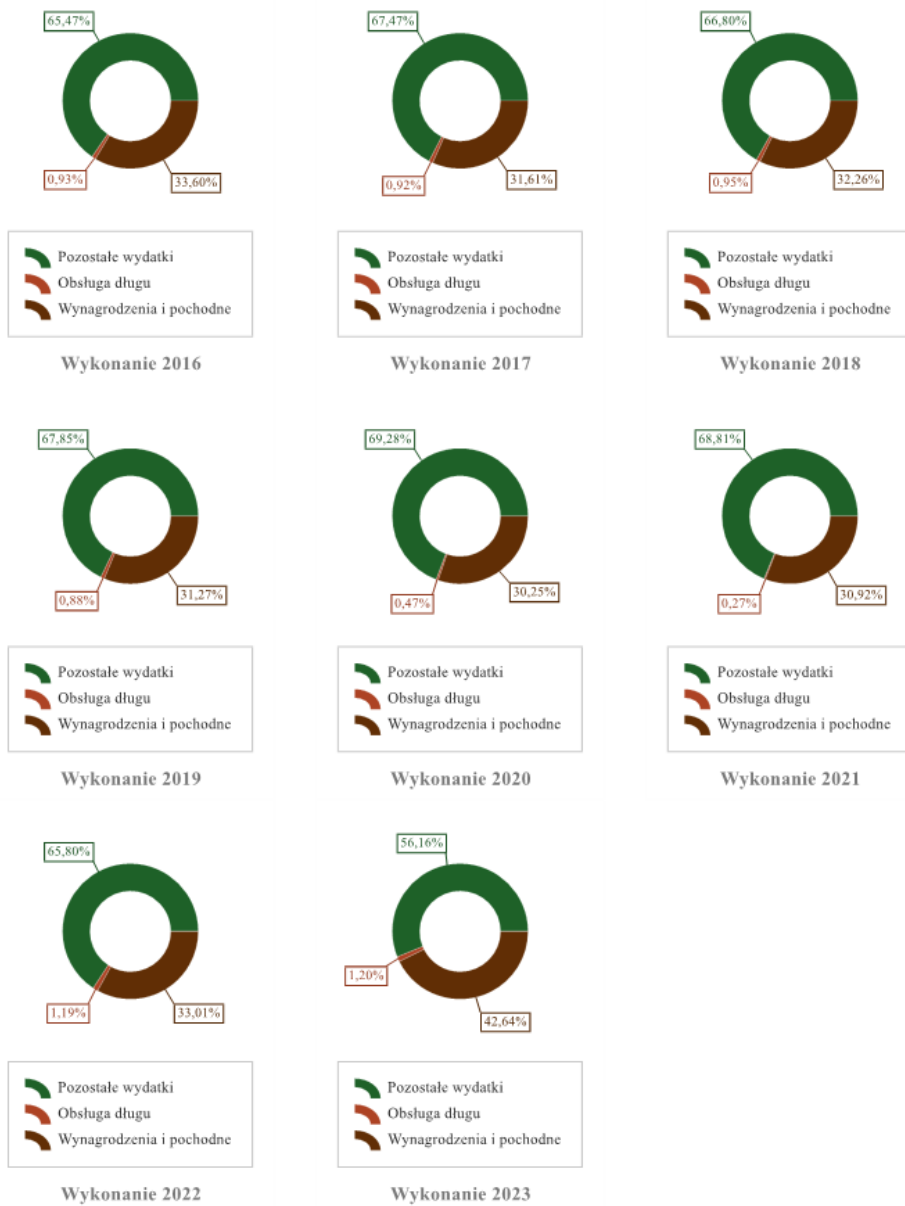 65,47%
0,93%
33,60%
Pozostałe wydatki
Obsługa długu
Wynagrodzenia i pochodne
Wykonanie 2016
67,47%
0,92%
31,61%
Pozostałe wydatki
Obsługa długu
Wynagrodzenia i pochodne
Wykonanie 2017
66,80%
0,95%
32,26%
Pozostałe wydatki
Obsługa długu
Wynagrodzenia i pochodne
Wykonanie 2018
67,85%
0,88%
31,27%
Pozostałe wydatki
Obsługa długu
Wynagrodzenia i pochodne
Wykonanie 2019
69,28%
0,47%
30,25%
Pozostałe wydatki
Obsługa długu
Wynagrodzenia i pochodne
Wykonanie 2020
68,81%
0,27%
30,92%
Pozostałe wydatki
Obsługa długu
Wynagrodzenia i pochodne
Wykonanie 2021
65,80%
1,19%
33,01%
Pozostałe wydatki
Obsługa długu
Wynagrodzenia i pochodne
Wykonanie 2022
56,16%
1,20%
42,64%
Pozostałe wydatki
Obsługa długu
Wynagrodzenia i pochodne
Wykonanie 2023